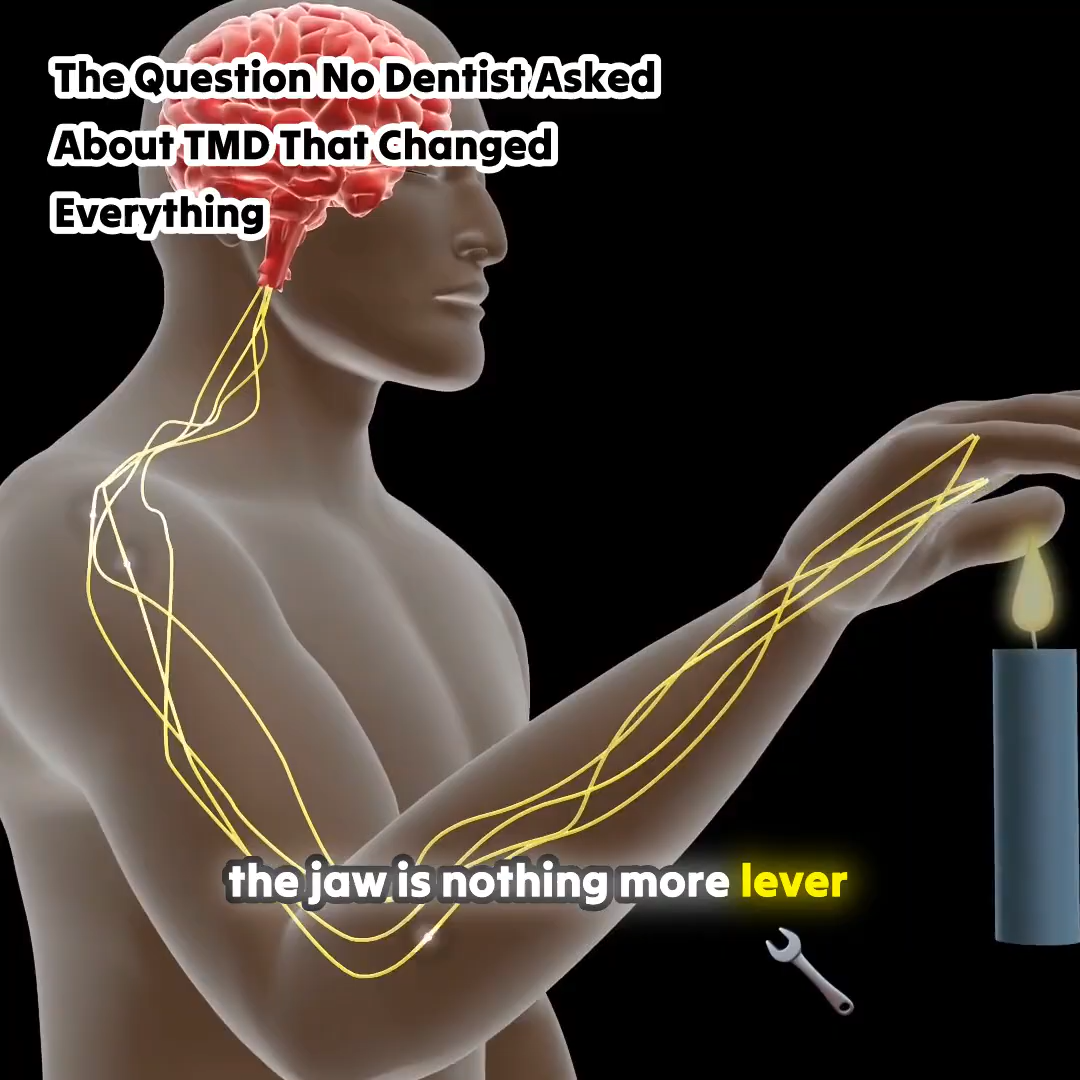 The Question No Dentist Asked
About TMD That Changed
Everything
the jaw is nothing more lever